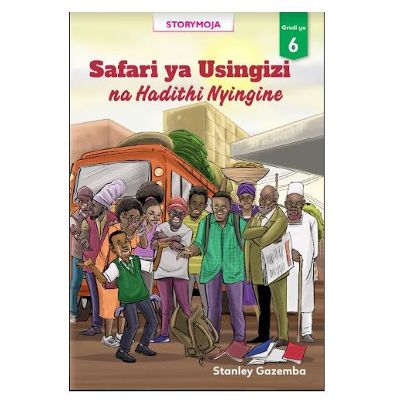 STORYMOJA
Gredi ya
6
Safari ya Usingizi
na Hadithi Nyingine
Stanley Gazemba